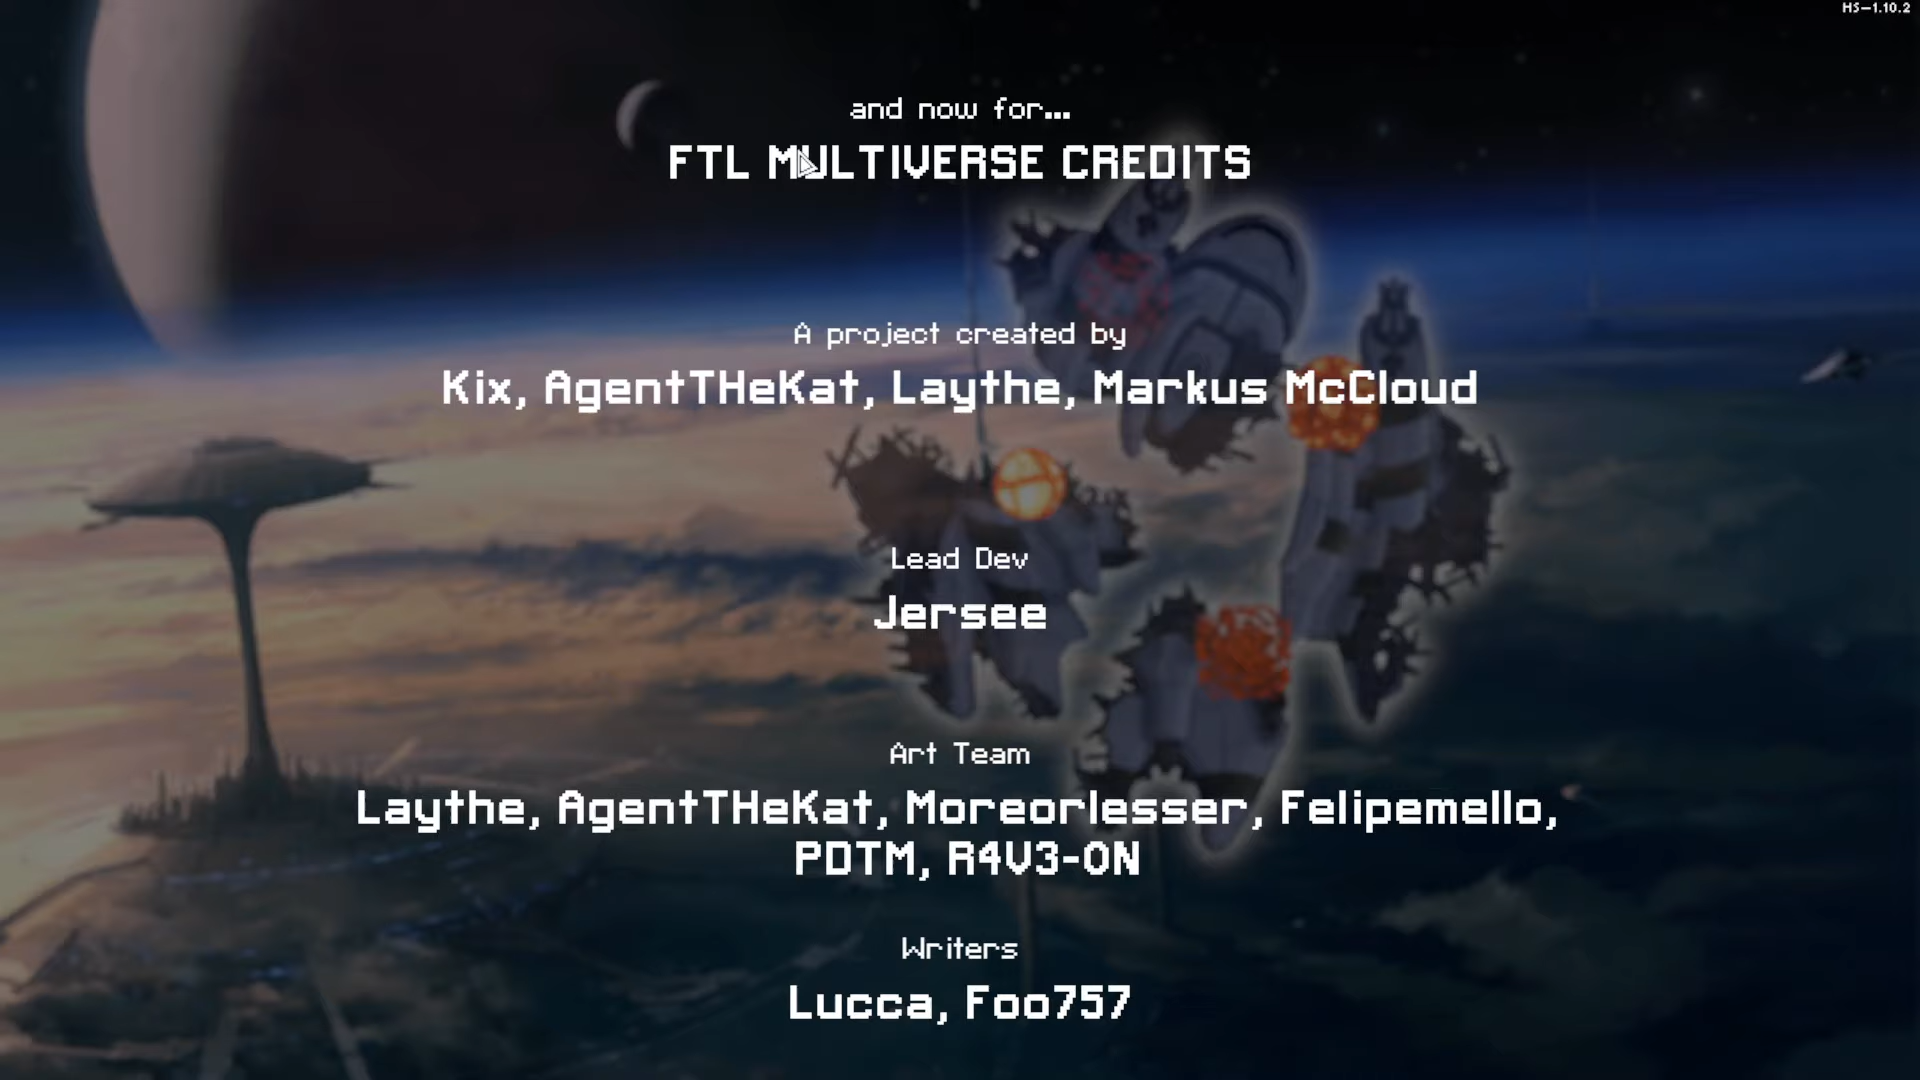 HS-1.10.2
and now for...
FTL MULTIVERSE CREDITS
A project created by
Kix, AgentTHeKat, Laythe, Markus McCloud
Lead Dev
Jersee
Art Team
Laythe, AgentTHeKat, Moreorlesser, Felipemello,
PDTM, R4V3-0N
Writers
Lucca, Foo757